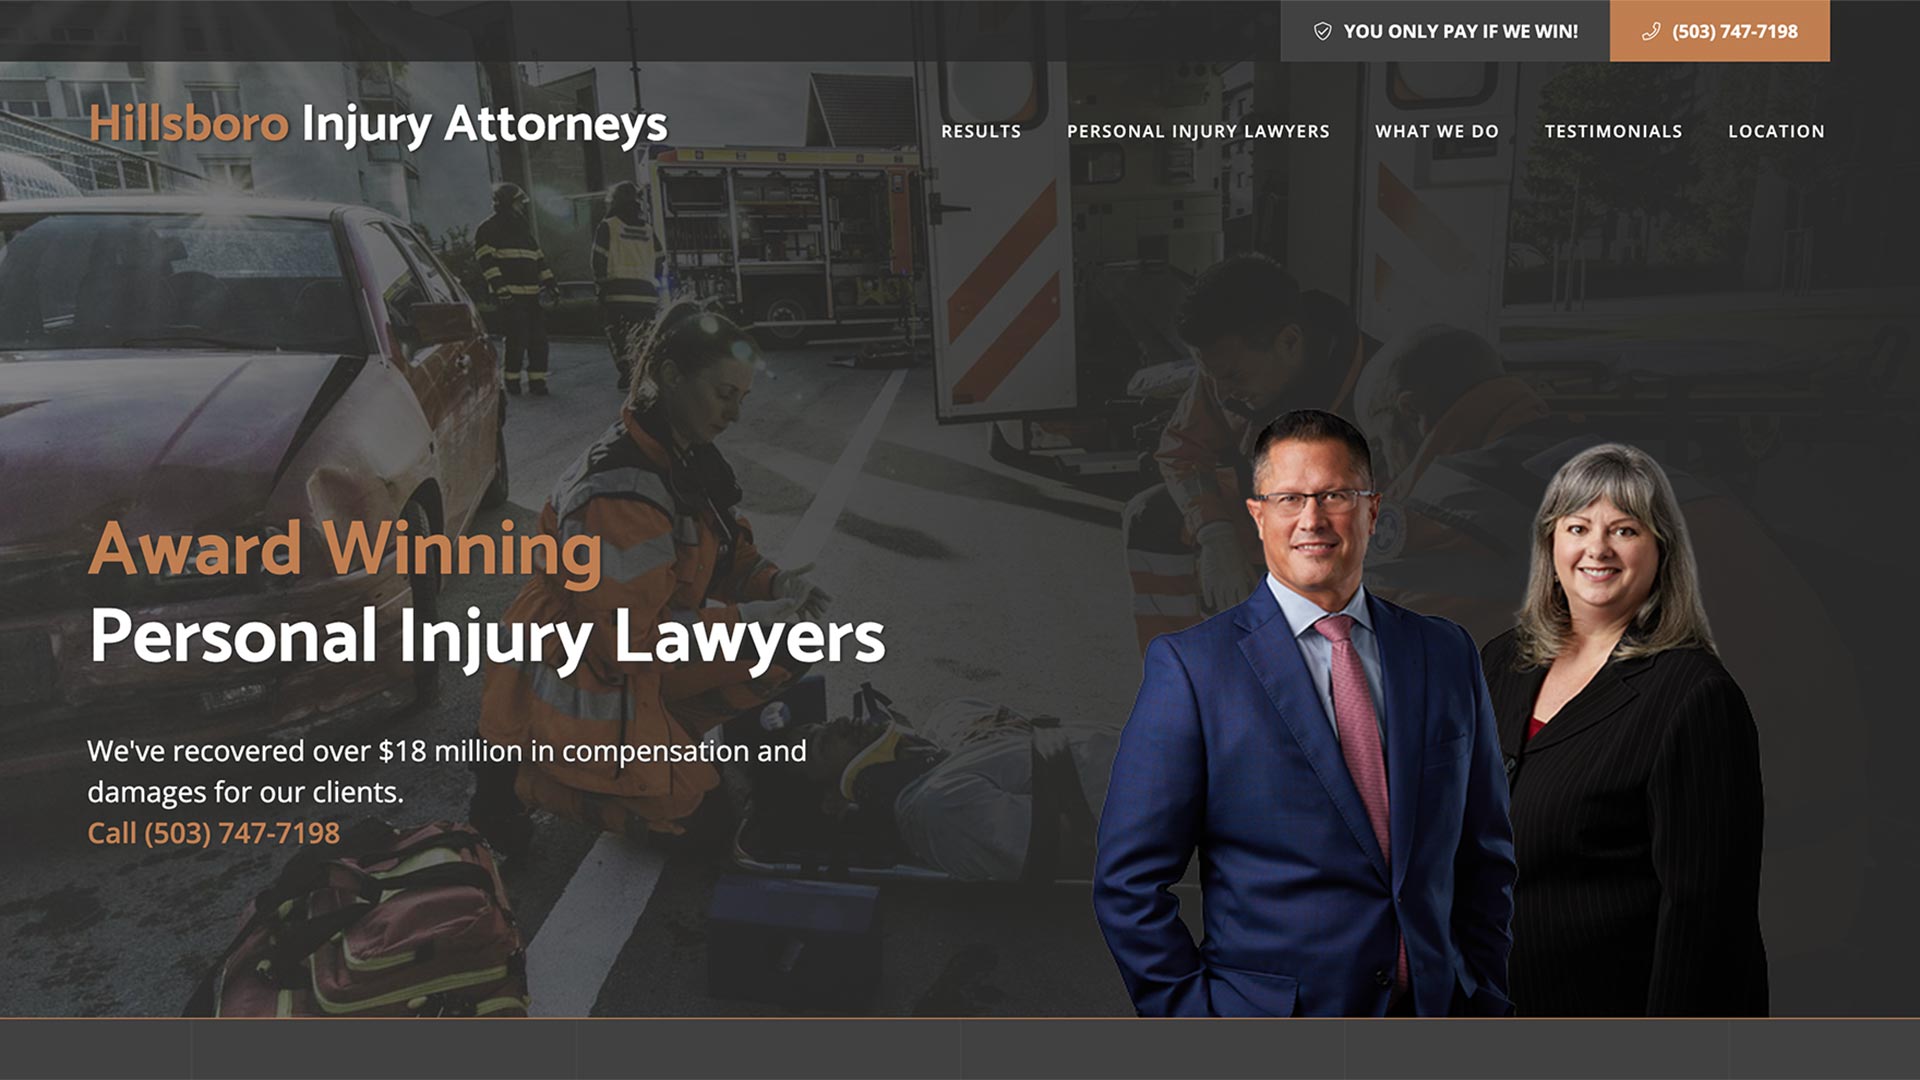 YOU ONLY PAY IF WE WIN!
(503) 747-7198
Hillsboro Injury Attorneys
RESULTS PERSONAL INJURY LAWYERS WHAT WE DO TESTIMONIALS LOCATION
Award Winning
Personal Injury Lawyers
We've recovered over $18 million in compensation and
damages for our clients.
Call (503) 747-7198